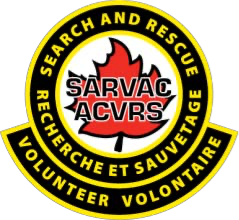 SEARCH AND RESCUE
SARVAC
ACVRS
RECHERCHE ET SAUVETAGE
VOLUNTEER VOLONTAIRE